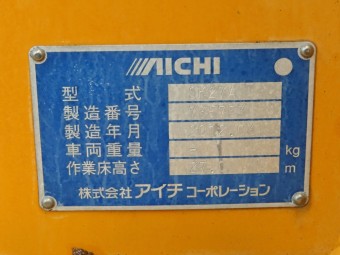 AICHI
型 式
製造番号
製造年月
車両重量 kg
作業床高さ m
株式会社 アイチ コーポレーション